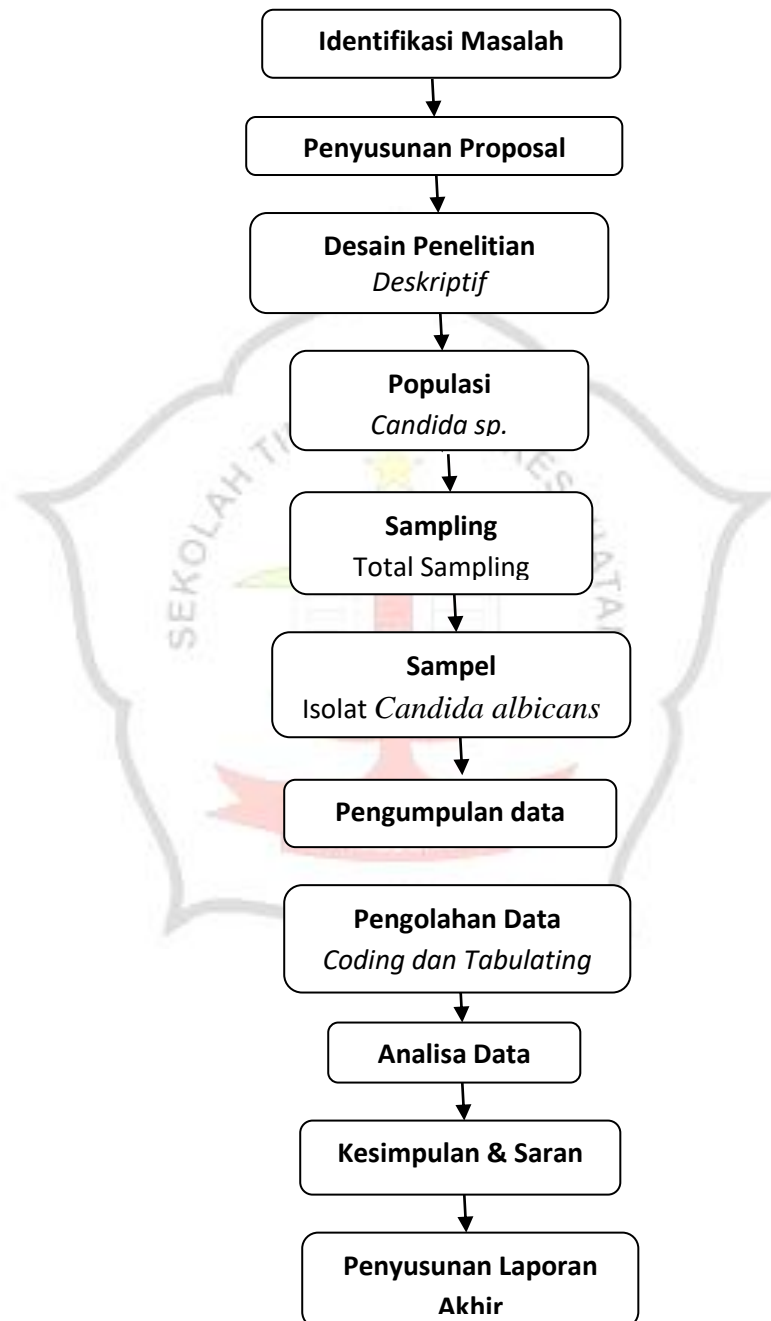 Identifikasi Masalah
Penyusunan Proposal
Desain Penelitian
Deskriptif
Populasi
Candida sp.
SEKOLAH
Sampling
Total Sampling
Sampel
Isolat Candida albicans
Pengumpulan data
Pengolahan Data
Coding dan Tabulating
Analisa Data
Kesimpulan & Saran
Penyusunan Laporan
Akhir